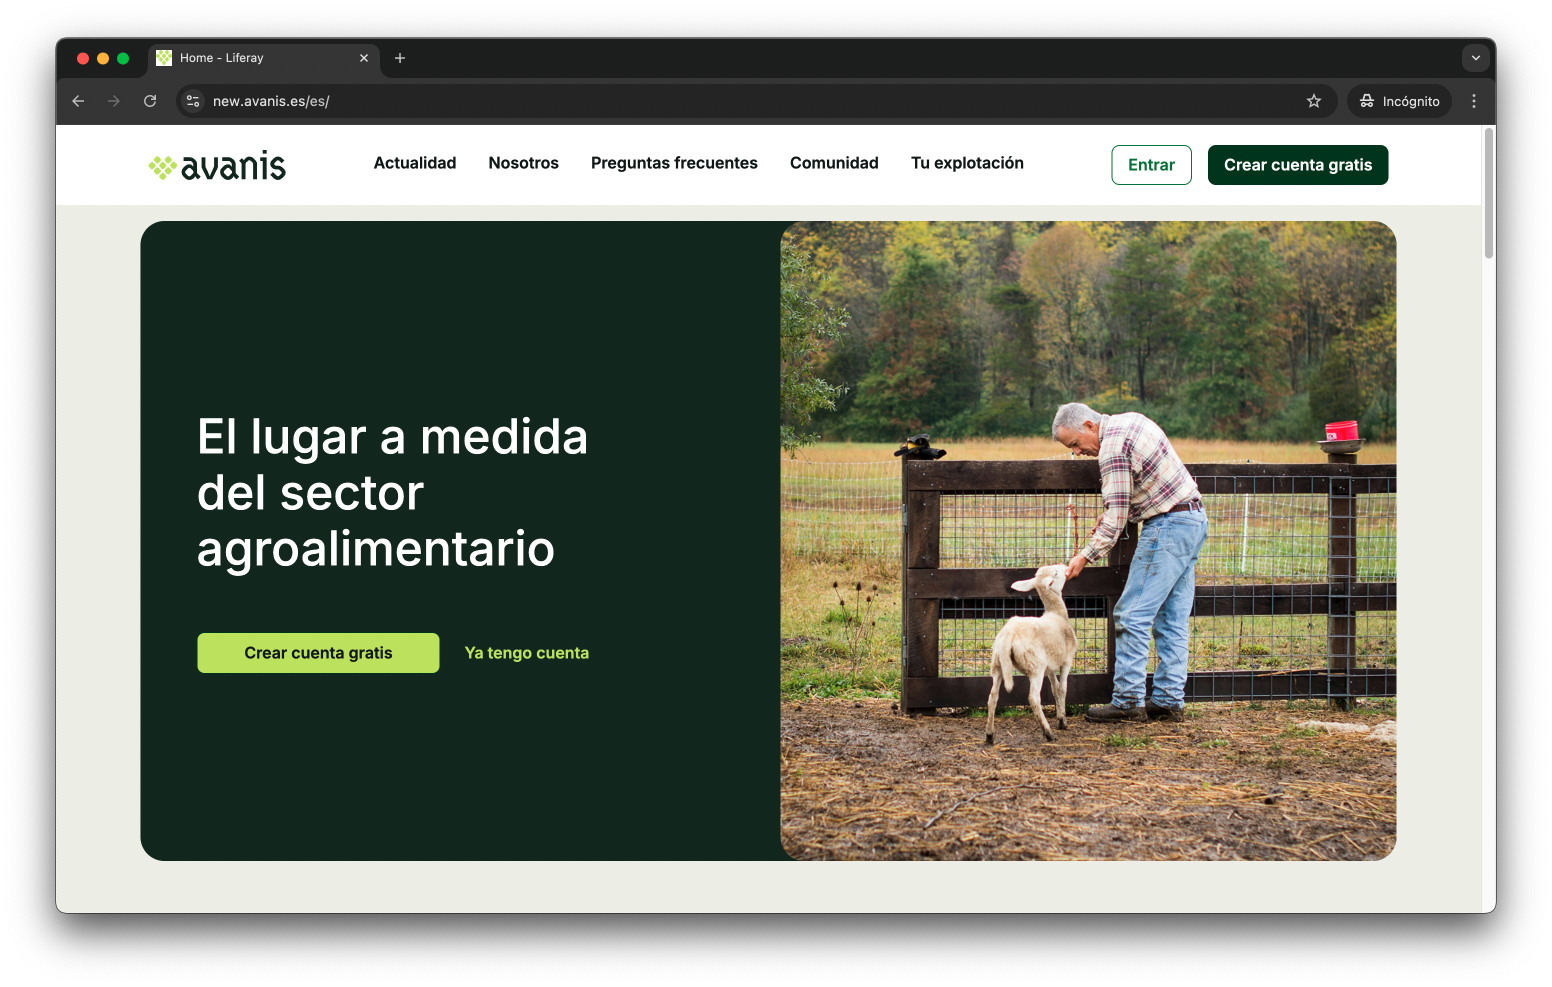 Home - Liferay
new.avanis.es/es/
Incógnito
avanis
Actualidad
Nosotros
Preguntas frecuentes
Comunidad
Tu explotación
Entrar
Crear cuenta gratis
El lugar a medida
del sector
agroalimentario
Crear cuenta gratis
Ya tengo cuenta